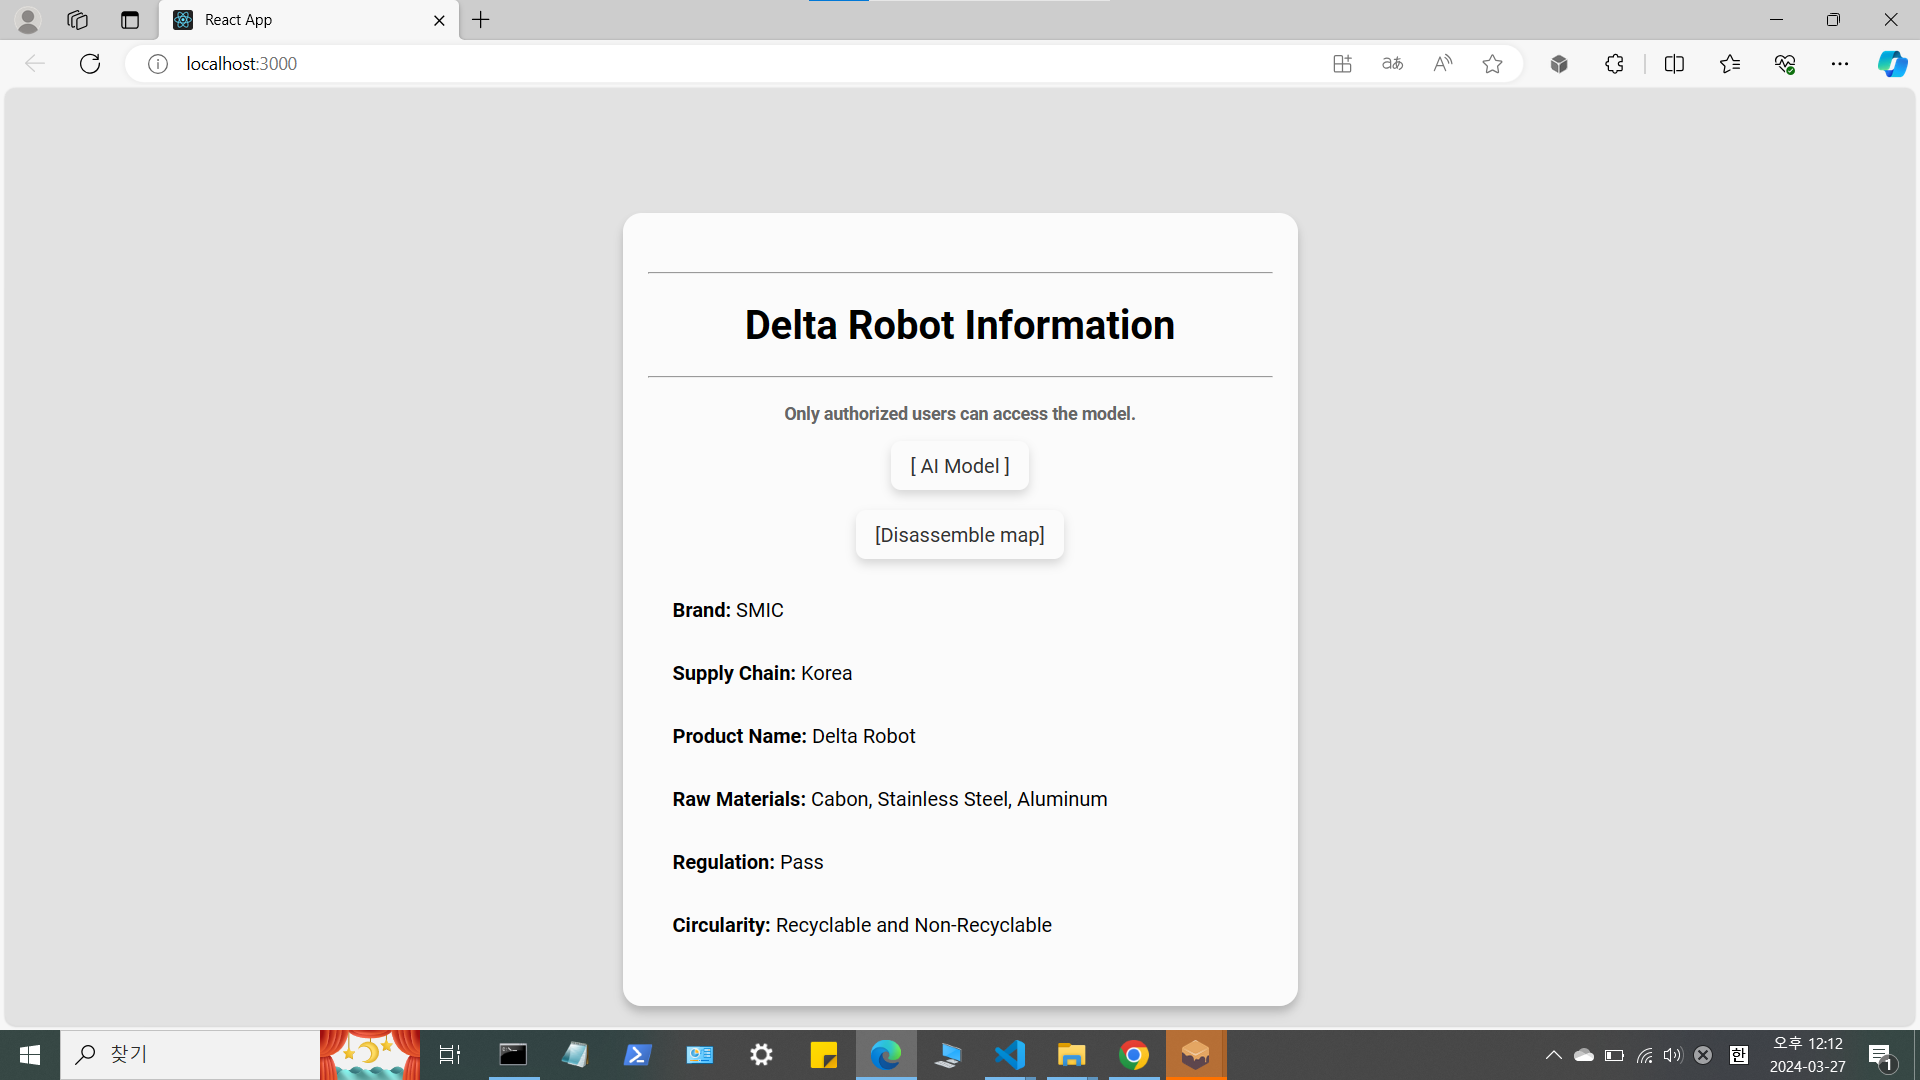 React App
localhost:3000
Delta Robot Information
Only authorized users can access the model.
[ AI Model ]
[Disassemble map]
Brand: SMIC
Supply Chain: Korea
Product Name: Delta Robot
Raw Materials: Cabon, Stainless Steel, Aluminum
Regulation: Pass
Circularity: Recyclable and Non-Recyclable
찾기
한
오후 12:12
2024-03-27
1